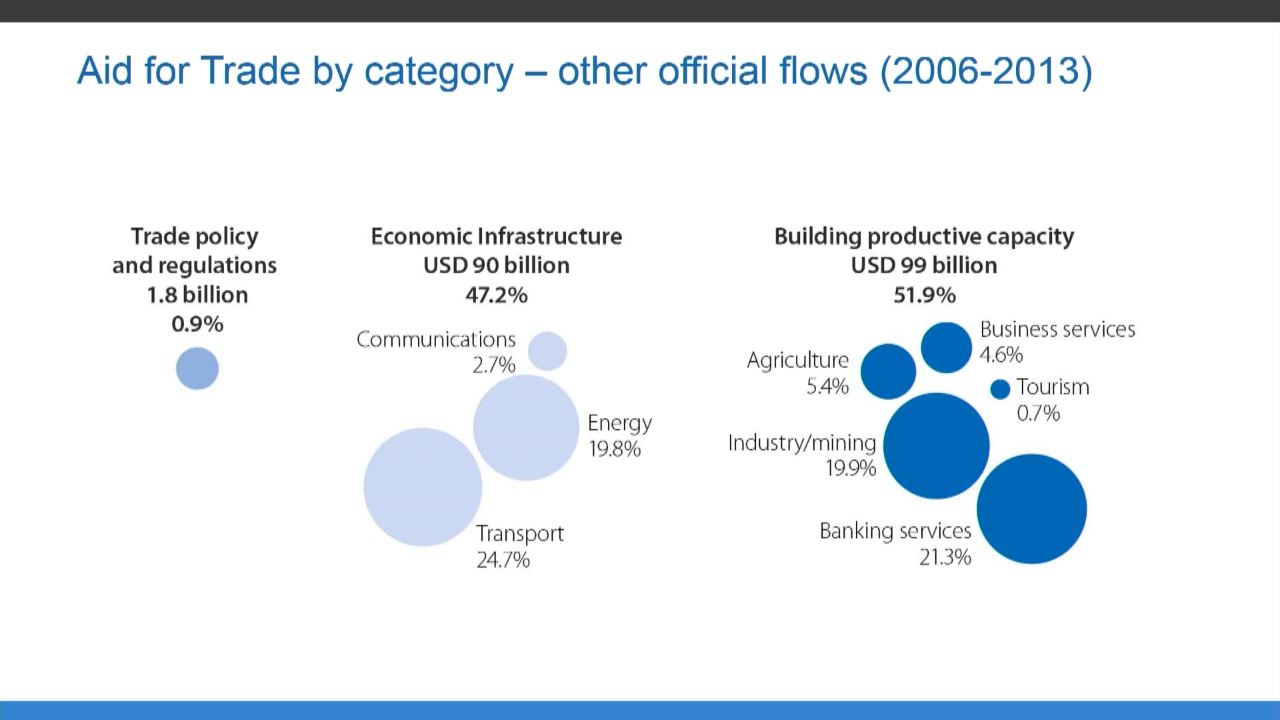 Aid for Trade by category – other official flows (2006-2013)
Trade policy
and regulations
1.8 billion
0.9%
Economic Infrastructure
USD 90 billion
47.2%
Communications
2.7%
Energy
19.8%
Transport
24.7%
Building productive capacity
USD 99 billion
51.9%
Business services
4.6%
Agriculture
5.4%
Tourism
0.7%
Industry/mining
19.9%
Banking services
21.3%